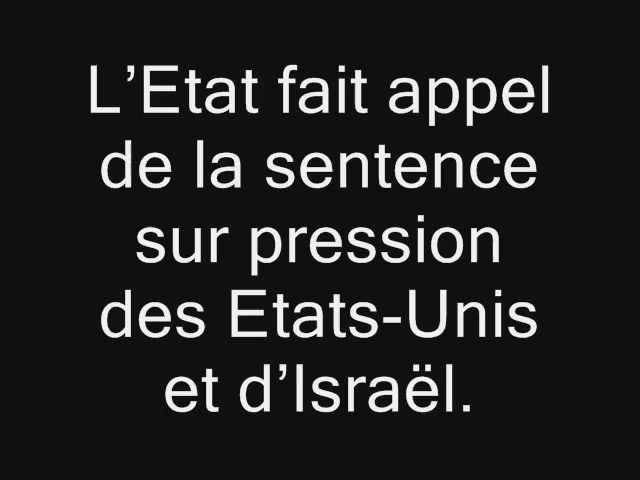 L’Etat fait appel
de la sentence
sur pression
des Etats-Unis
et d’Israël.